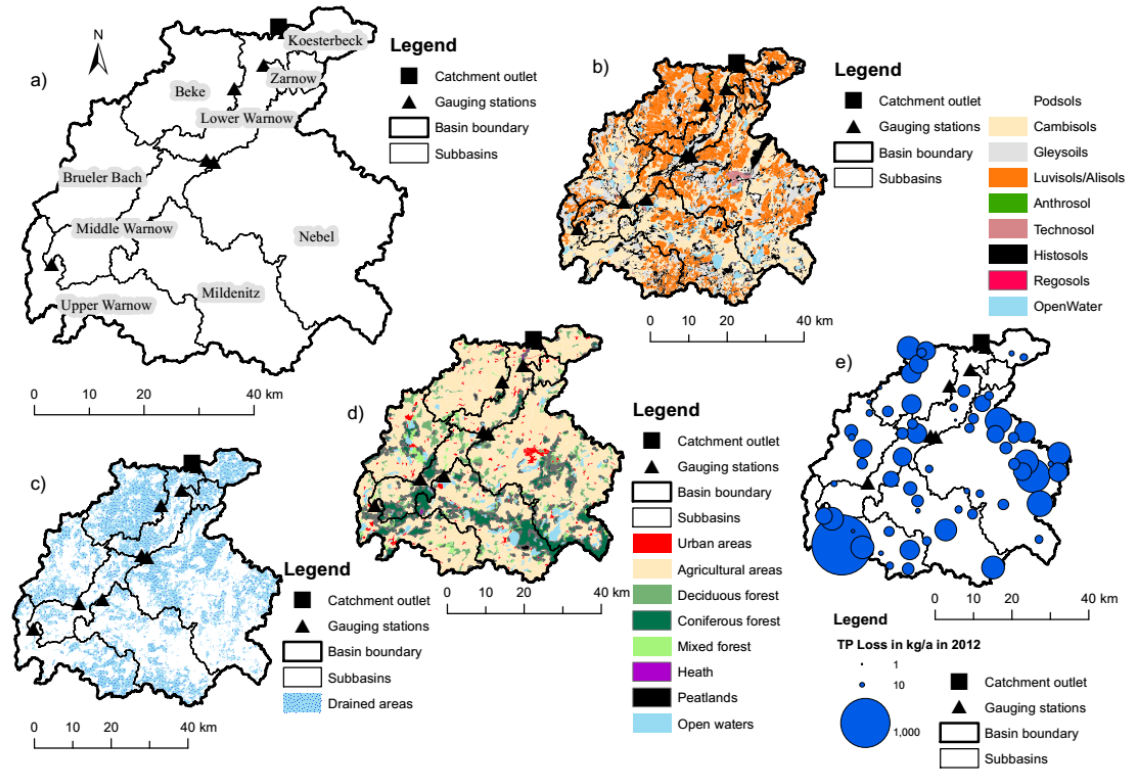 a)
N
Koesterbeck
Zarnow
Beke
Lower Warnow
Brueler Bach
Middle Warnow
Nebel
Mildenitz
Upper Warnow
0 20 40 km
Legend
Catchment outlet
Gauging stations
Basin boundary
Subbasins
b)
0 10 20 40 km
Legend
Catchment outlet
Gauging stations
Basin boundary
Subbasins
Podsols
Cambisols
Gleysoils
Luvisols/Alisols
Anthrosol
Technosol
Histosols
Regosols
OpenWater
c)
0 10 20 40 km
Legend
Catchment outlet
Gauging stations
Basin boundary
Subbasins
Drained areas
d)
0 10 20 40 km
Legend
Catchment outlet
Gauging stations
Basin boundary
Subbasins
Urban areas
Agricultural areas
Deciduous forest
Coniferous forest
Mixed forest
Heath
Peatlands
Open waters
e)
0 10 20 40 km
Legend
TP Loss in kg/a in 2012
1
10
1,000
Catchment outlet
Gauging stations
Basin boundary
Subbasins